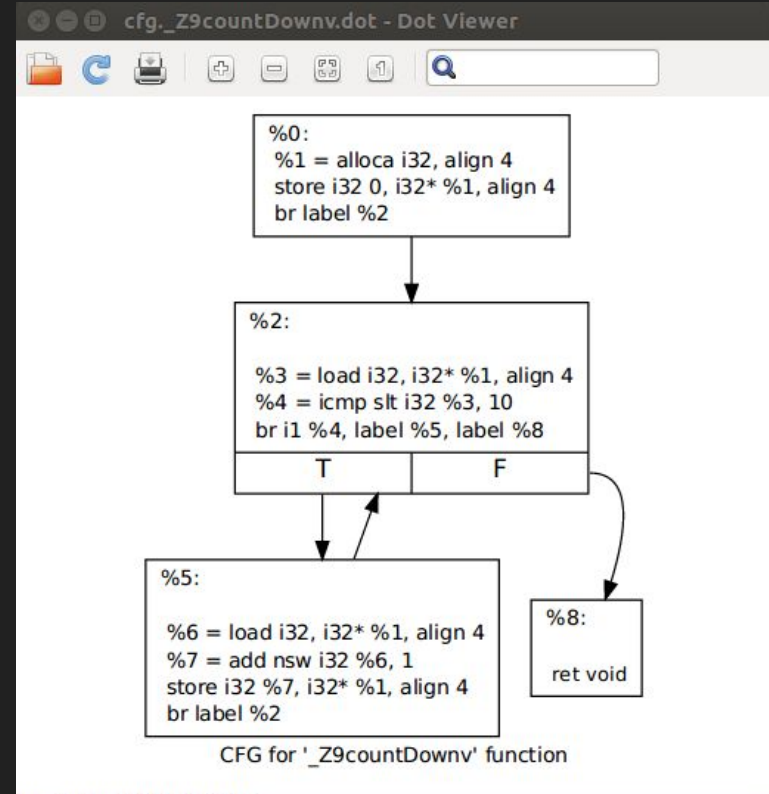 cfg._Z9countDownv.dot - Dot Viewer
%0:
%1 = alloca i32, align 4
store i32 0, i32* %1, align 4
br label %2
%2:
%3 = load i32, i32* %1, align 4
%4 = icmp slt i32 %3, 10
br i1 %4, label %5, label %8
T F
%5:
%6 = load i32, i32* %1, align 4
%7 = add nsw i32 %6, 1
store i32 %7, i32* %1, align 4
br label %2
%8:
ret void
CFG for '_Z9countDownv' function